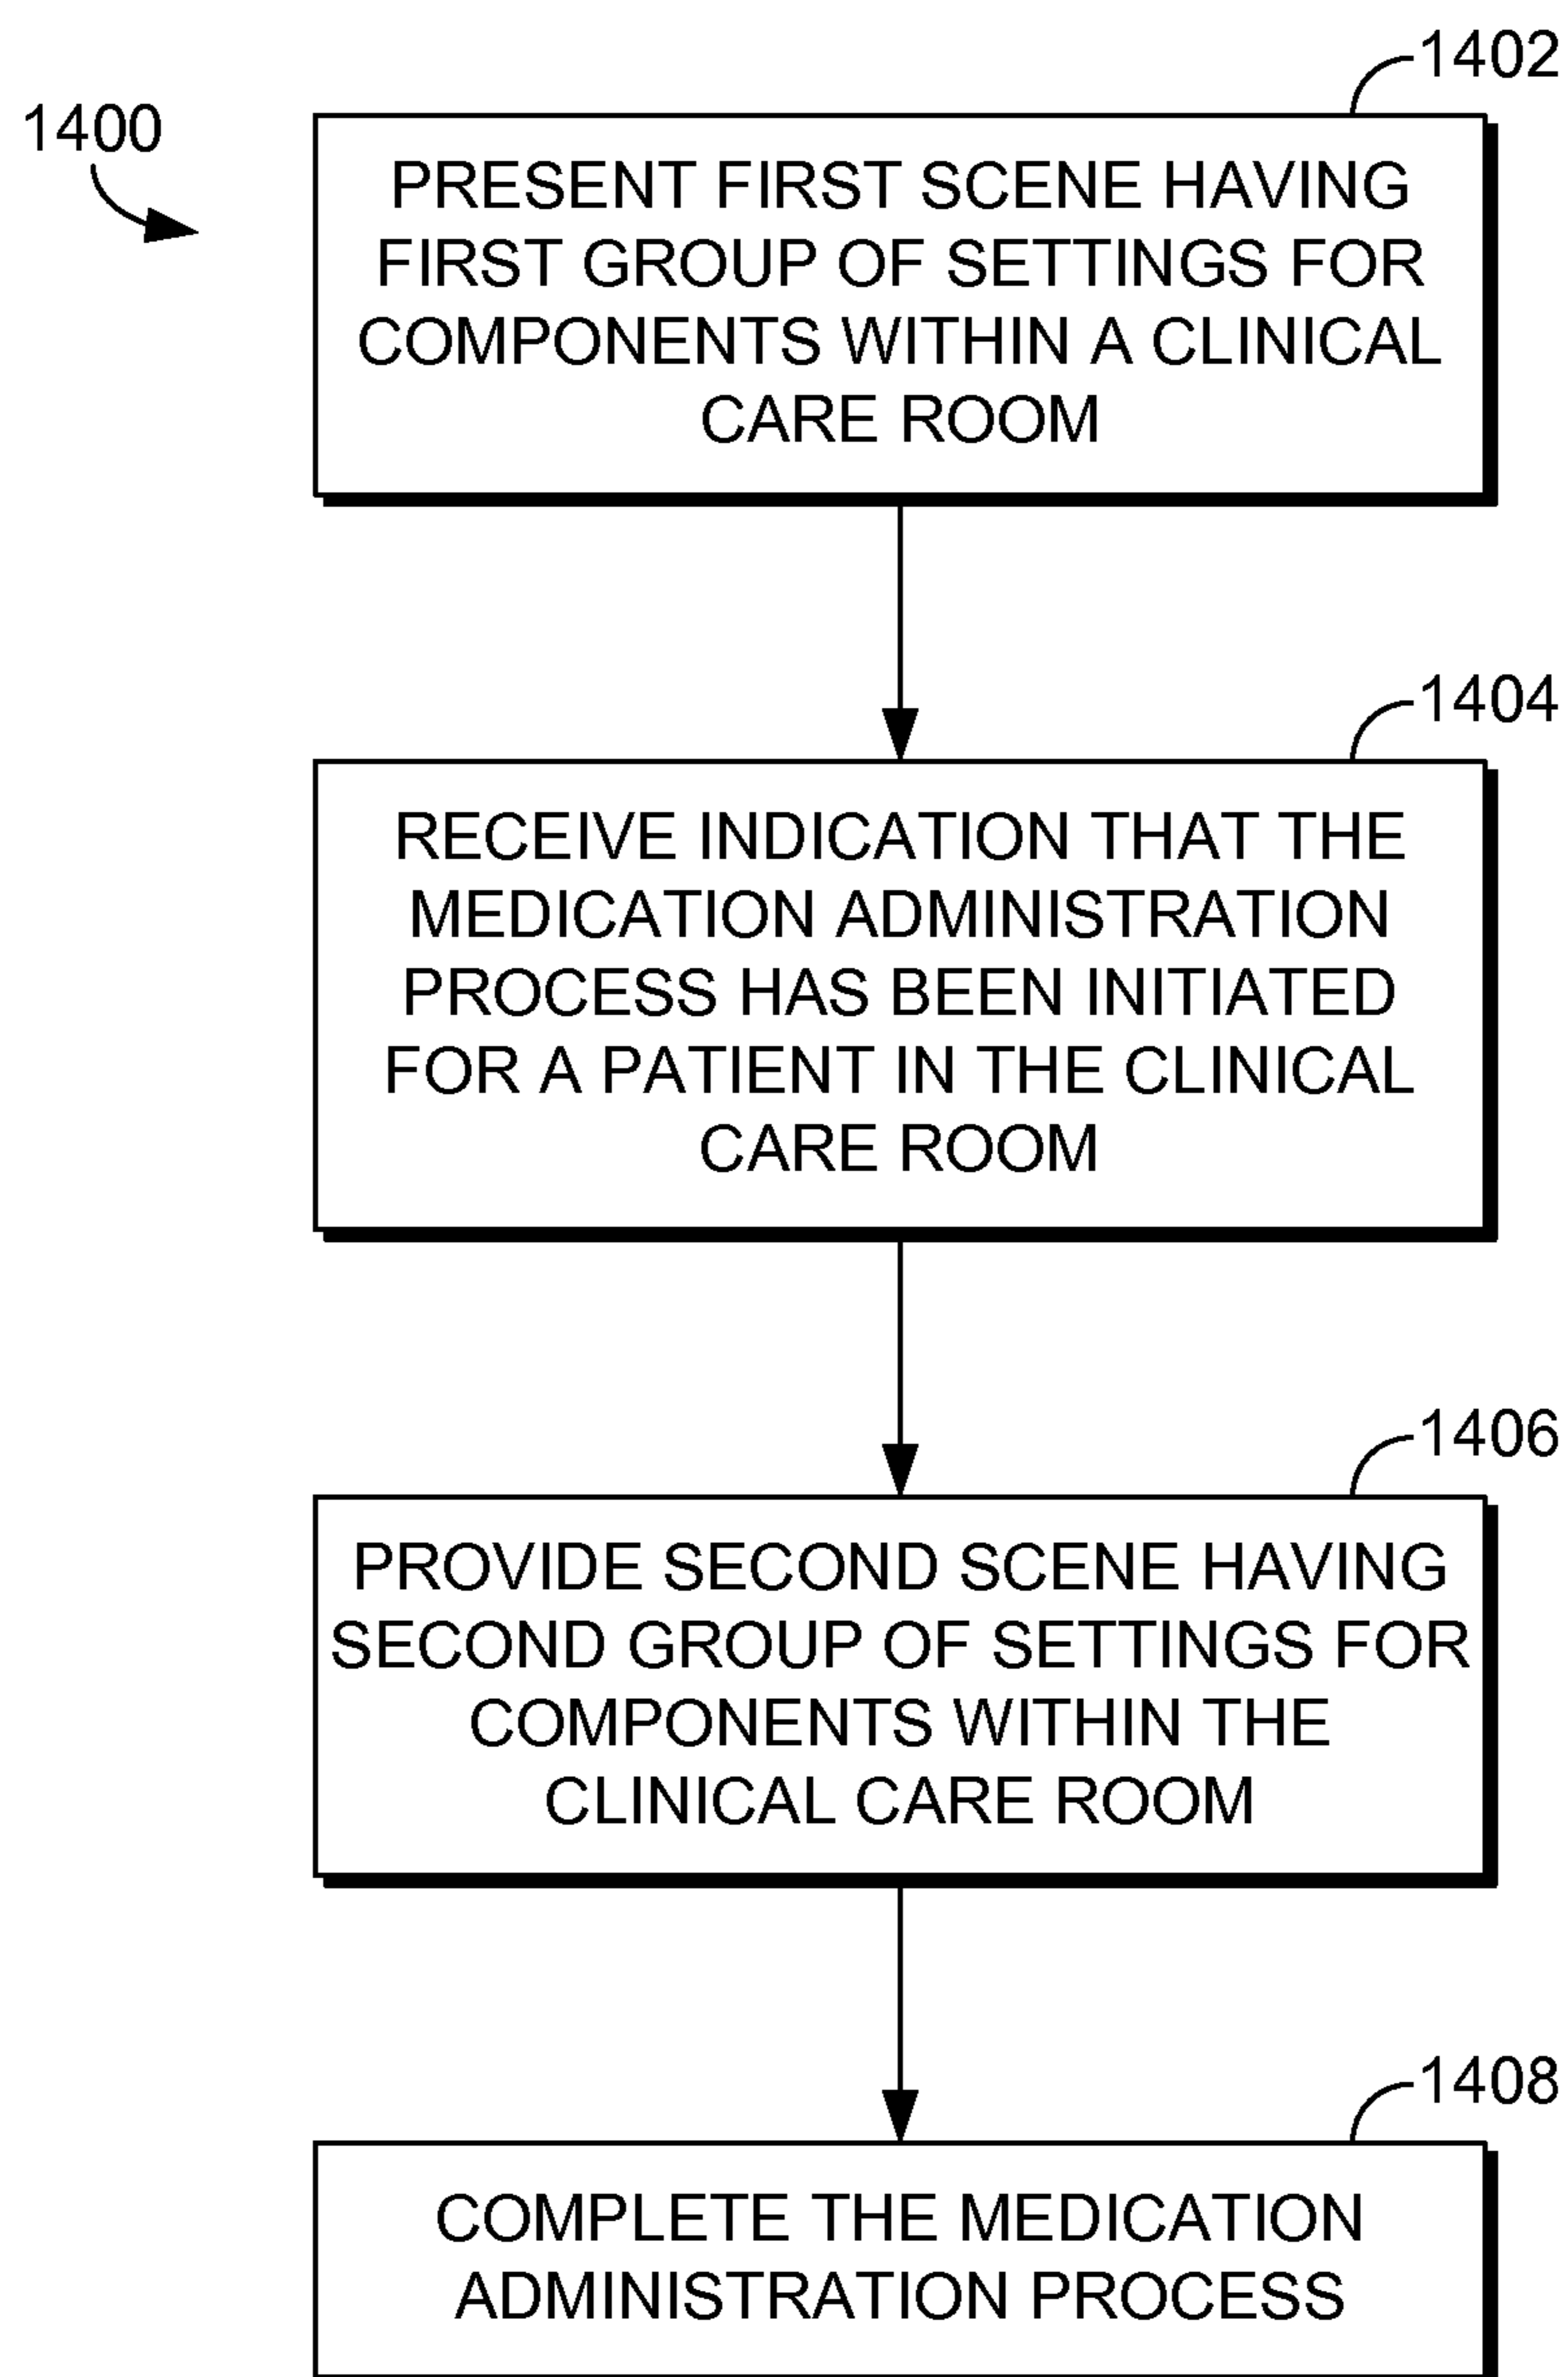 1400
1402
PRESENT FIRST SCENE HAVING
FIRST GROUP OF SETTINGS FOR
COMPONENTS WITHIN A CLINICAL
CARE ROOM
1404
RECEIVE INDICATION THAT THE
MEDICATION ADMINISTRATION
PROCESS HAS BEEN INITIATED
FOR A PATIENT IN THE CLINICAL
CARE ROOM
1406
PROVIDE SECOND SCENE HAVING
SECOND GROUP OF SETTINGS FOR
COMPONENTS WITHIN THE
CLINICAL CARE ROOM
1408
COMPLETE THE MEDICATION
ADMINISTRATION PROCESS